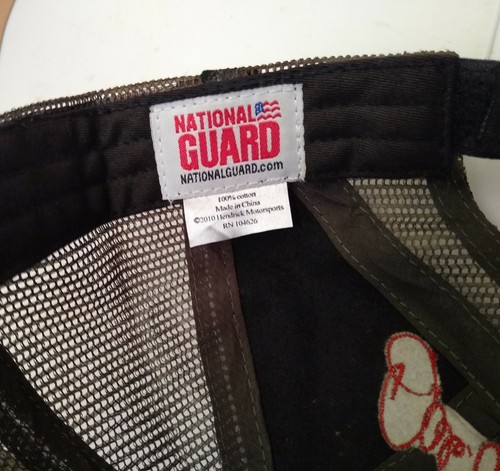 NATIONAL
GUARD
NATIONALGUARD.com
100% cotton
Made in China
©2010 Hendrick Motorsports
RN 104626